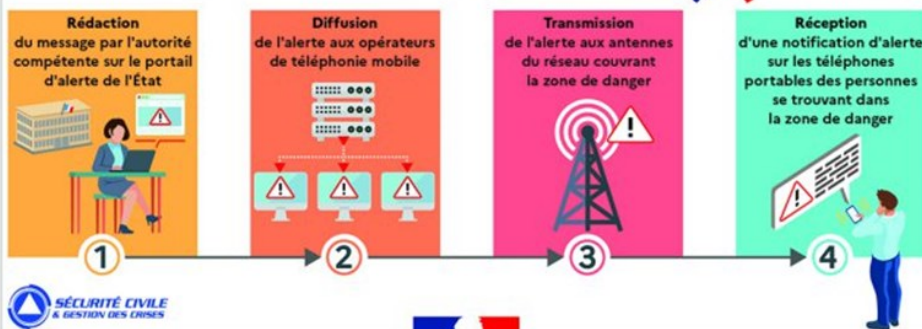 Rédaction
du message par l'autorité
compétente sur le portail
d'alerte de l'État
Diffusion
de l'alerte aux opérateurs
de téléphonie mobile
Transmission
de l'alerte aux antennes
du réseau couvrant
la zone de danger
Réception
d'une notification d'alerte
sur les téléphones
portables des personnes
se trouvant dans
la zone de danger
1
2
3
4
SÉCURITÉ CIVILE
& GESTION DES CRISES